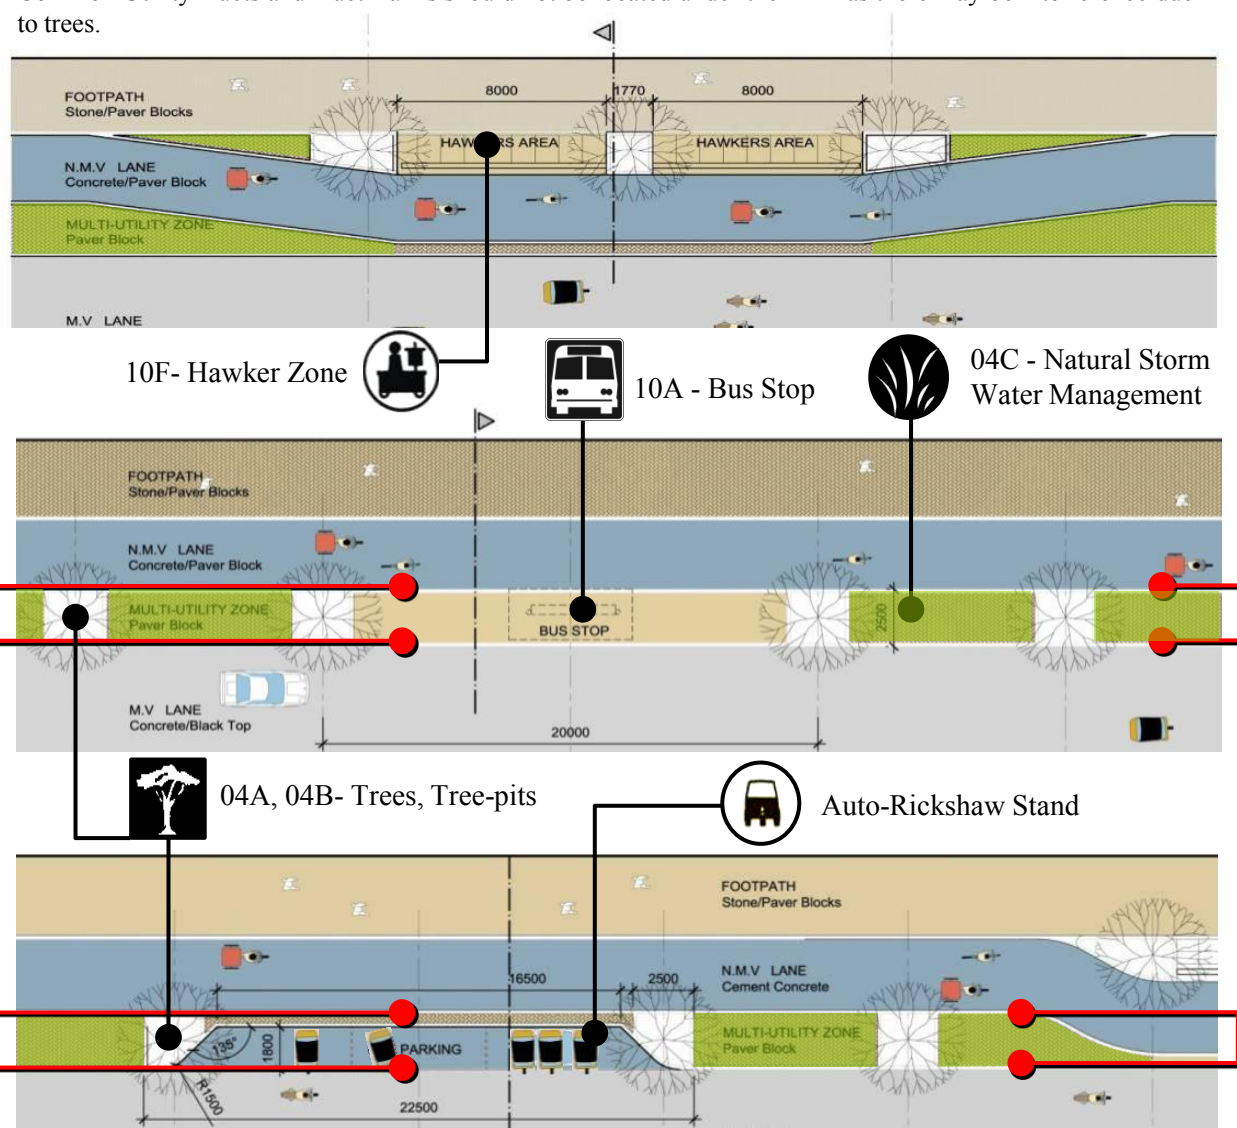 to trees.
8000
1770
8000
FOOTPATH
Stone/Paver Blocks
HAWKERS AREA
HAWKERS AREA
N.M.V LANE
Concrete/Paver Block
MULTI-UTILITY ZONE
Paver Block
M.V LANE
10F- Hawker Zone
10A - Bus Stop
04C - Natural Storm
Water Management
FOOTPATH
Stone/Paver Blocks
N.M.V LANE
Concrete/Paver Block
MULTI-UTILITY ZONE
Paver Block
BUS STOP
2500
M.V LANE
Concrete/Black Top
20000
04A, 04B- Trees, Tree-pits
Auto-Rickshaw Stand
FOOTPATH
Stone/Paver Blocks
16500
2500
N.M.V LANE
Cement Concrete
135°
1800
PARKING
MULTI-UTILITY ZONE
Paver Block
R1500
22500